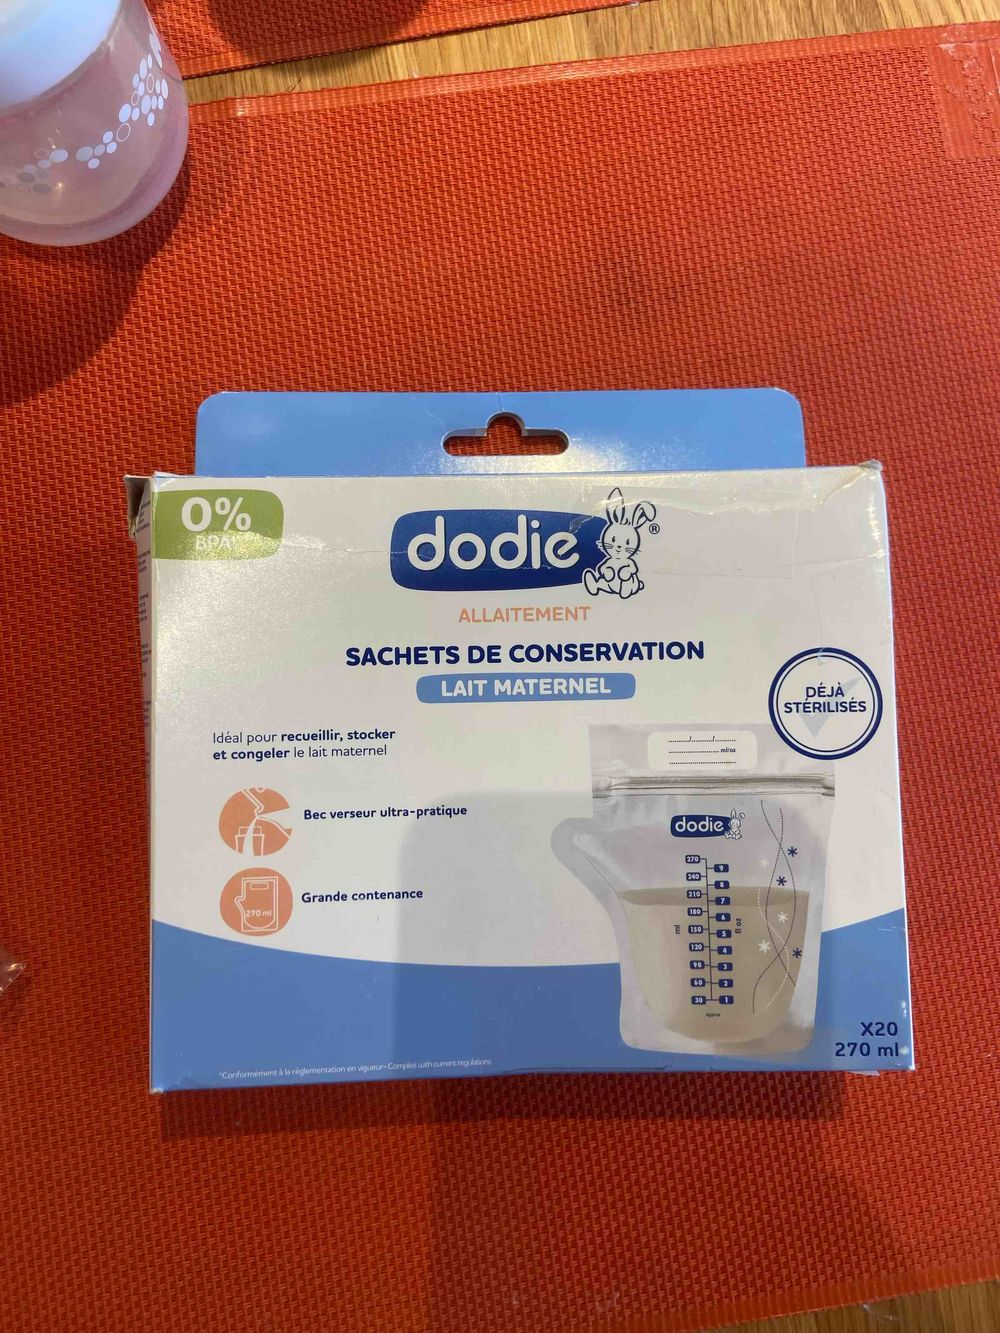 0%
BPA*
dodie®
ALLAITEMENT
SACHETS DE CONSERVATION
LAIT MATERNEL
DÉJÀ
STÉRILISÉS
Idéal pour recueillir, stocker
et congeler le lait maternel
Bec verseur ultra-pratique
Grande contenance
270 ml
ml/oz
dodie
270
9
240
8
210
7
180
6
ml
150
5
fl oz
120
4
90
3
60
2
30
1
Approx
X20
270 ml
*Conformément à la réglementation en vigueur- Complies with current regulations